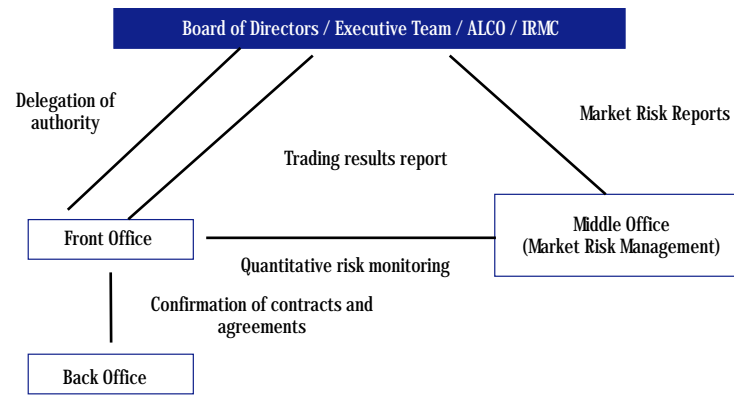 Board of Directors / Executive Team / ALCO / IRMC
Delegation of
authority
Market Risk Reports
Trading results report
Front Office
Middle Office
(Market Risk Management)
Quantitative risk monitoring
Confirmation of contracts and
agreements
Back Office